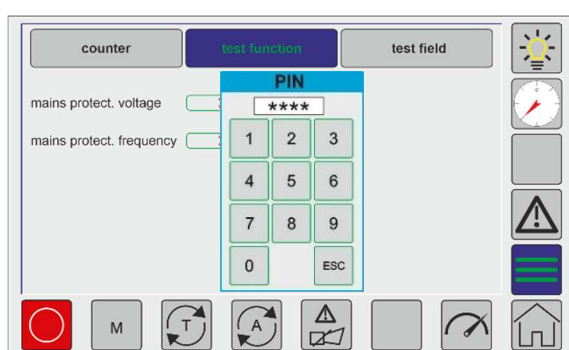 counter
test function
test field
PIN
****
mains protect. voltage
mains protect. frequency
1 2 3
4 5 6
7 8 9
0 ESC
M T A